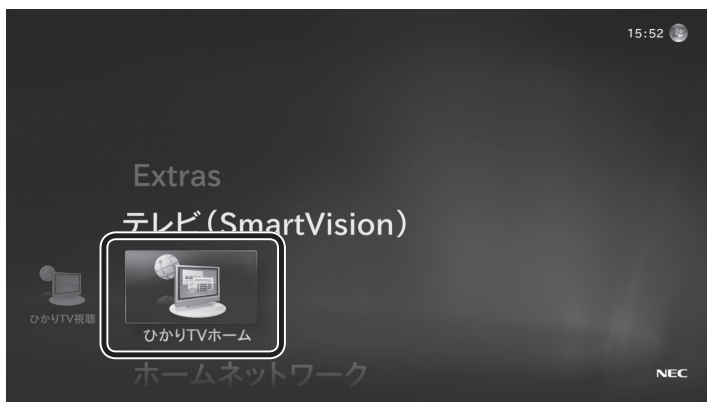 15:52
Extras
テレビ（SmartVision）
ひかりTV視聴
ひかりTVホーム
ホームネットワーク
NEC